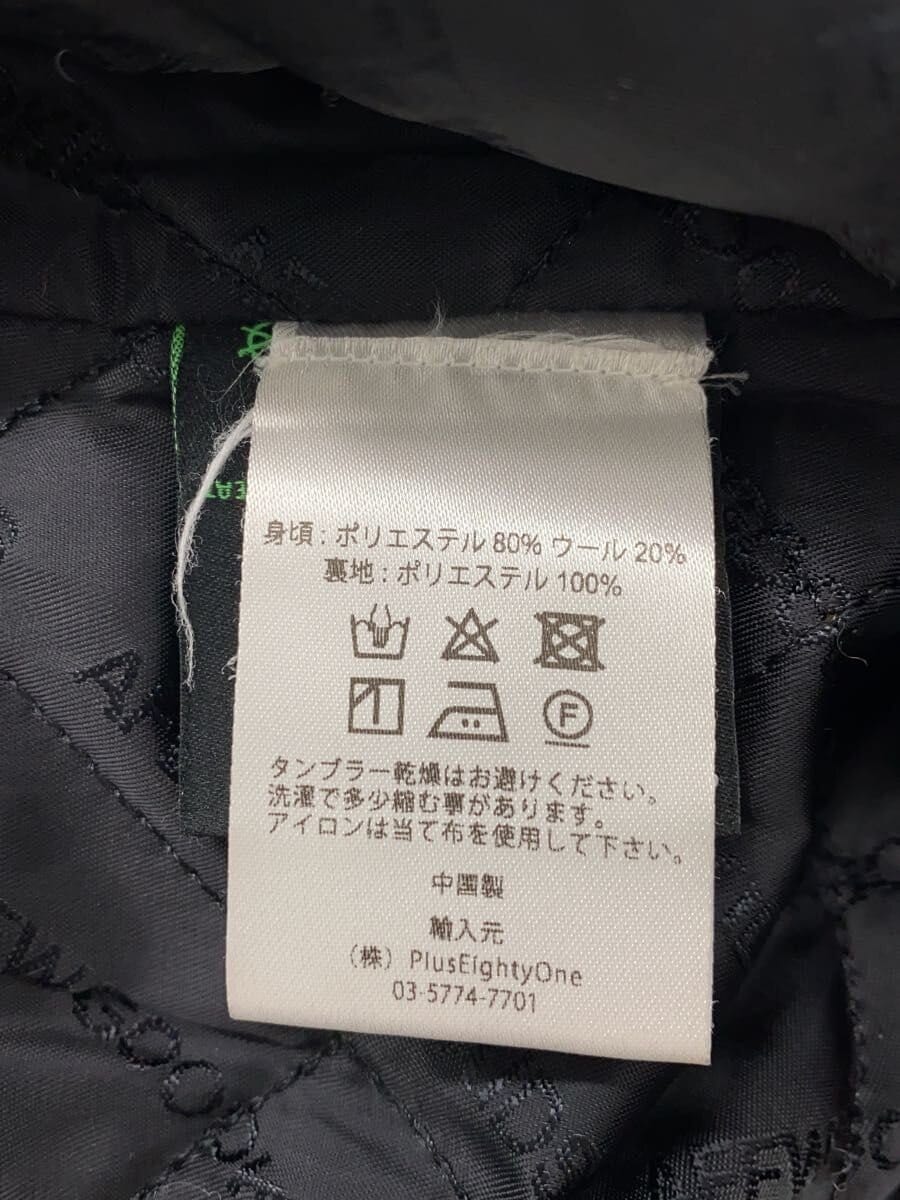 身頃 : ポリエステル 80% ウール 20%
裏地 : ポリエステル 100%
F
タンブラー乾燥はお避けください。
洗濯で多少縮む事があります。
アイロンは当て布を使用して下さい。
中國製
輸入元
(株) PlusEightyOne
03-5774-7701